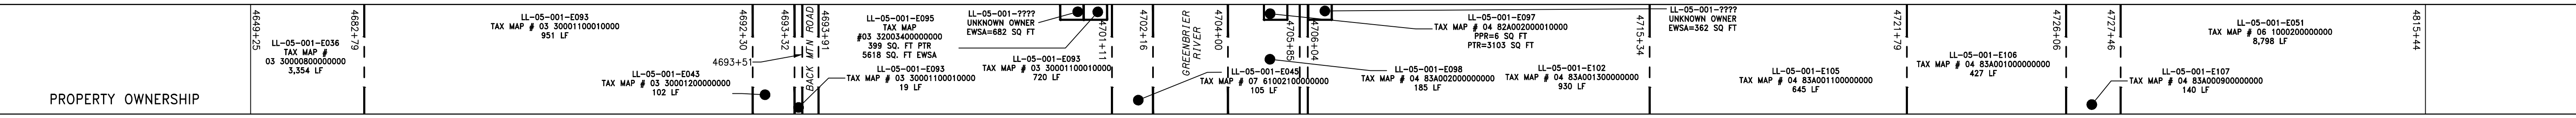 PROPERTY OWNERSHIP
4649+25
LL-05-001-E036
TAX MAP #
03 30000800000000
3,354 LF
4682+79
LL-05-001-E093
TAX MAP # 03 30001100010000
951 LF
4692+30
LL-05-001-E043
TAX MAP # 03 30001200000000
102 LF
4693+32
4693+51
BACK MTN ROAD
4693+91
LL-05-001-E093
TAX MAP # 03 30001100010000
19 LF
LL-05-001-E095
TAX MAP
#03 32003400000000
399 SQ. FT PTR
5618 SQ. FT EWSA
LL-05-001-????
UNKNOWN OWNER
EWSA=682 SQ FT
LL-05-001-E093
TAX MAP # 03 30001100010000
720 LF
4701+11
4702+16
GREENBRIER
RIVER
4704+00
LL-05-001-E045
TAX MAP # 07 61002100000000
105 LF
4705+85
4706+04
LL-05-001-E097
TAX MAP # 04 82A002000010000
PPR=6 SQ FT
PTR=3103 SQ FT
LL-05-001-E098
TAX MAP # 04 83A002000000000
185 LF
LL-05-001-E102
TAX MAP # 04 83A001300000000
930 LF
4715+34
LL-05-001-????
UNKNOWN OWNER
EWSA=362 SQ FT
LL-05-001-E105
TAX MAP # 04 83A001100000000
645 LF
4721+79
LL-05-001-E106
TAX MAP # 04 83A001000000000
427 LF
4726+06
4727+46
LL-05-001-E107
TAX MAP # 04 83A000900000000
140 LF
LL-05-001-E051
TAX MAP # 06 1000200000000
8,798 LF
4815+44